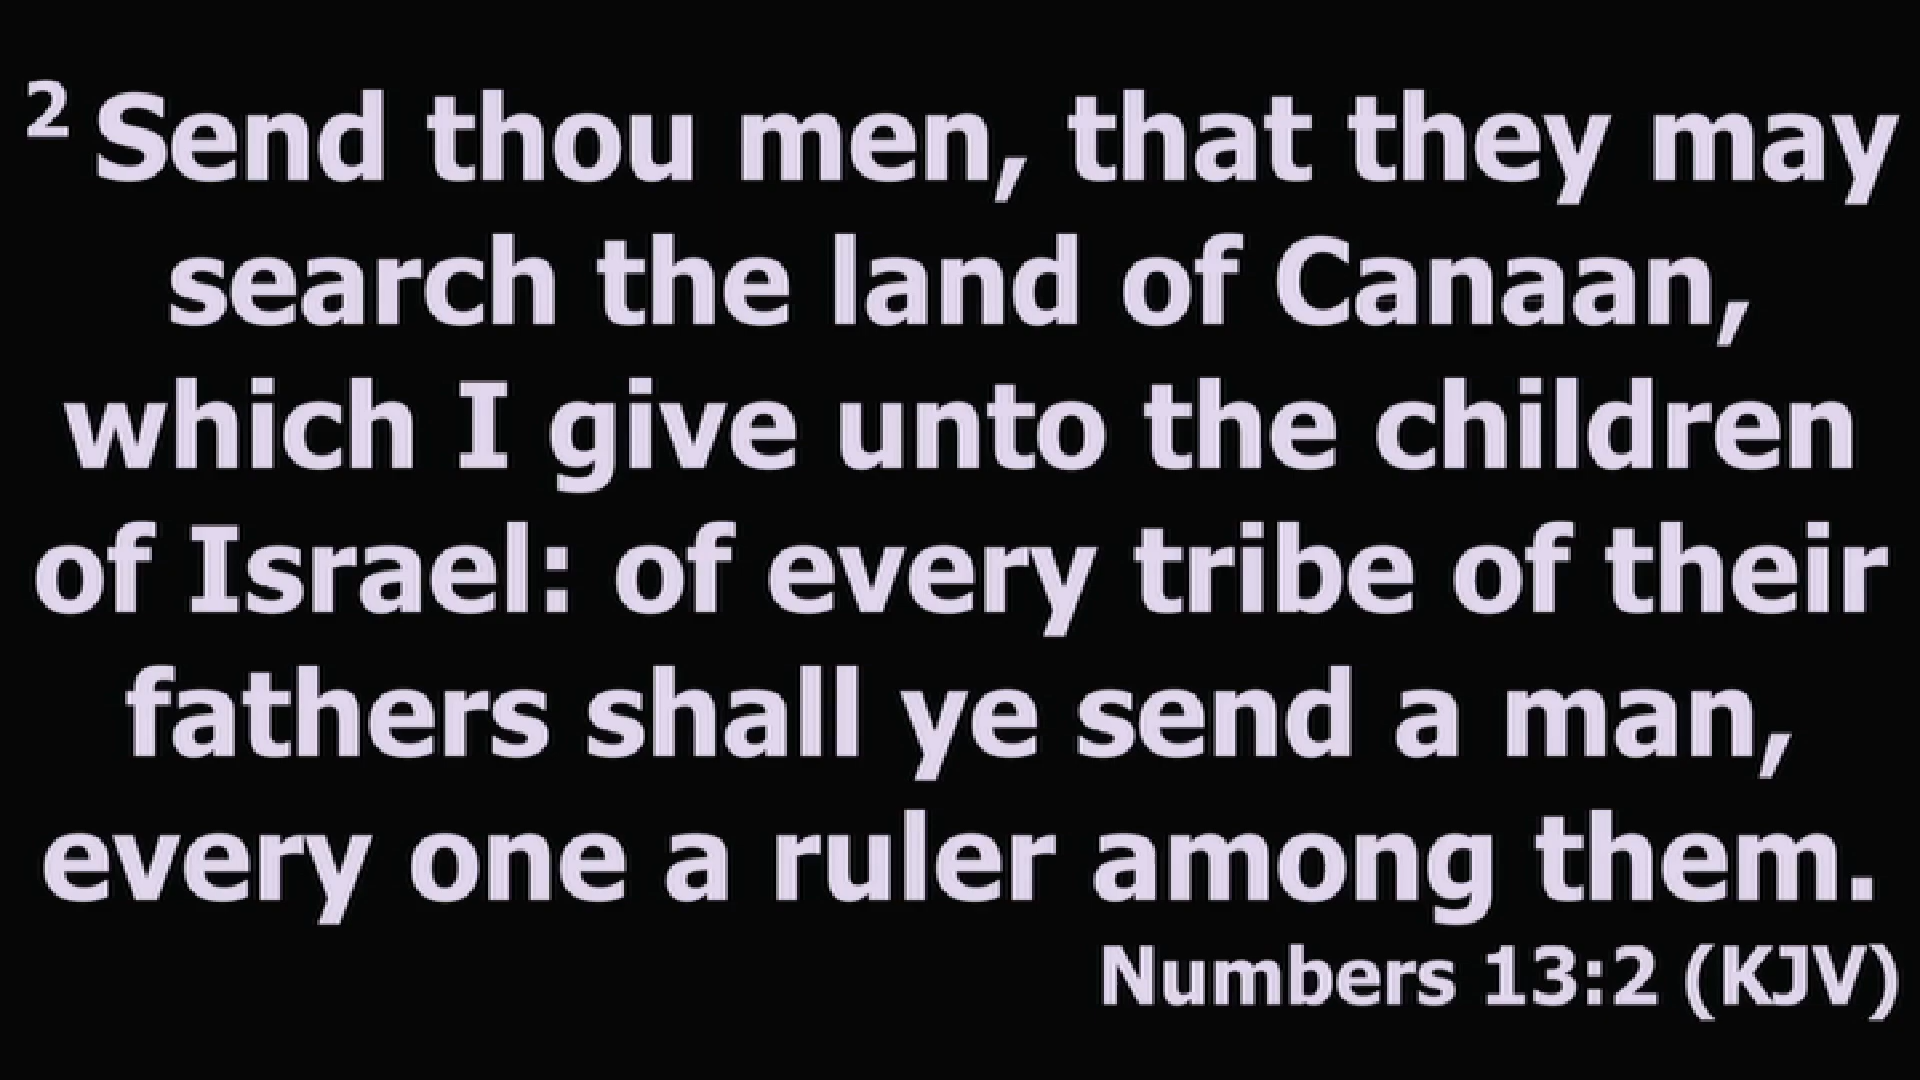 2 Send thou men, that they may
search the land of Canaan,
which I give unto the children
of Israel: of every tribe of their
fathers shall ye send a man,
every one a ruler among them.
Numbers 13:2 (KJV)